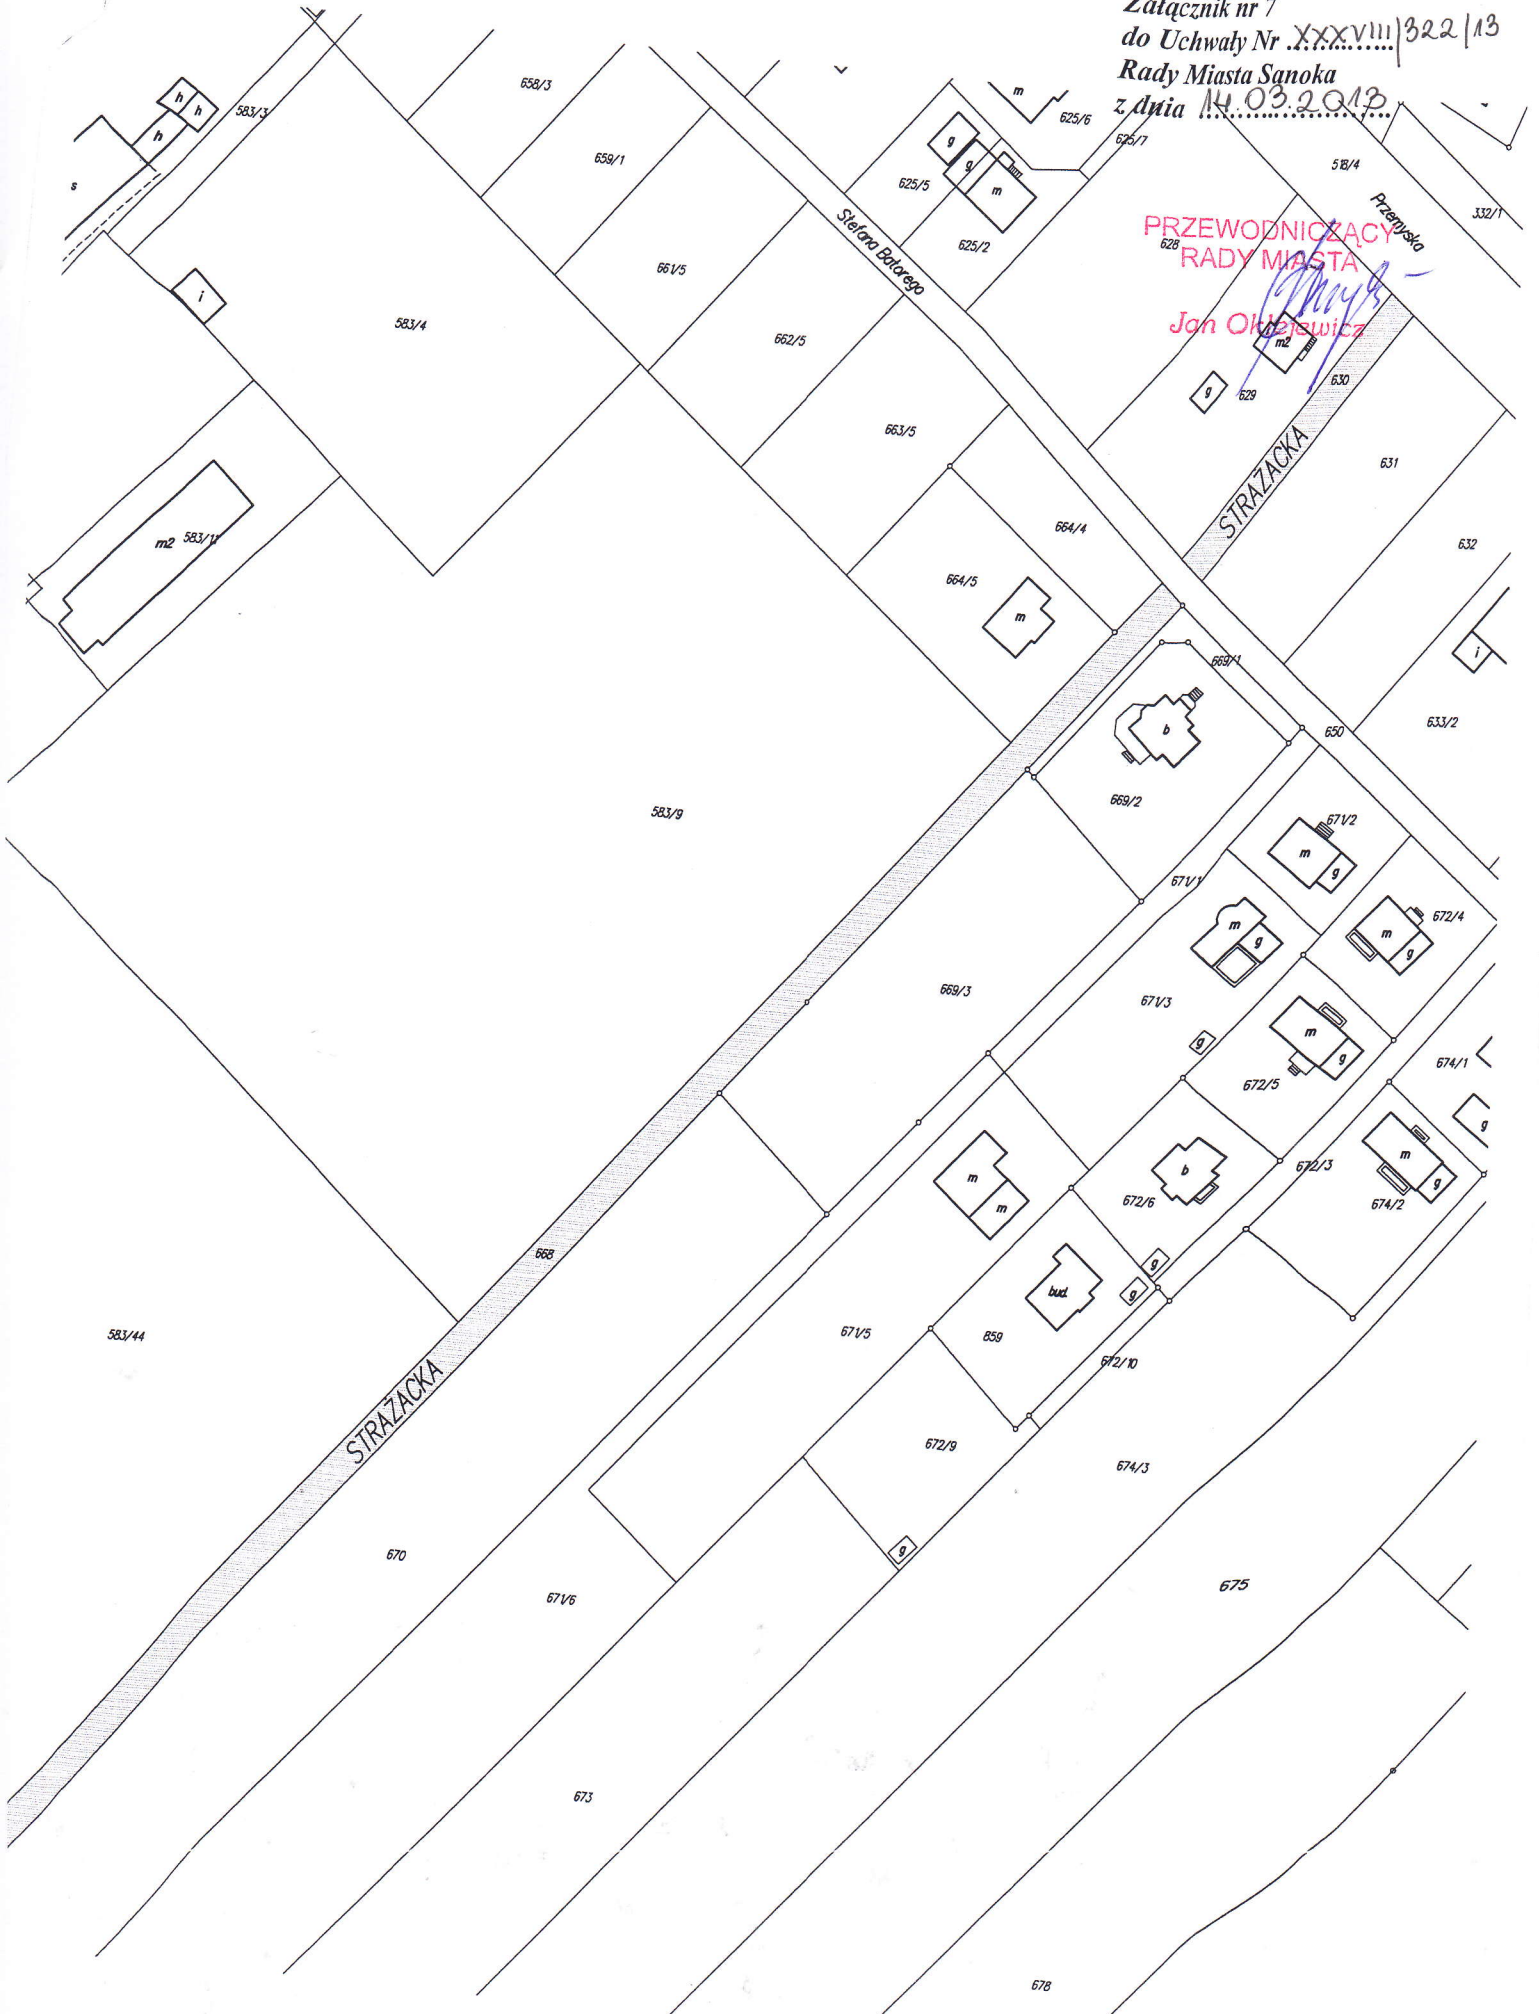 Załącznik nr 7
do Uchwały Nr XXXVIII/322/13
Rady Miasta Sanoka
z dnia 14.03.2013
PRZEWODNICZĄCY
RADY MIASTA
Jan Oklejewicz
h
h
h
s
583/3
658/3
659/1
661/5
662/5
663/5
664/4
664/5
m
i
583/4
m2 583/11
583/9
583/44
Stefana Batorego
g
g
m
m
625/5
625/2
625/6
625/7
628
518/4
Przemyska
332/1
i
m2
g
629
630
STRAŻACKA
631
632
i
633/2
650
669/1
b
669/2
671/2
m
g
671/1
m
g
672/4
m
g
669/3
671/3
g
m
g
672/5
674/1
g
m
g
674/2
672/3
b
672/6
g
g
m
m
bud.
859
671/5
672/10
672/9
g
674/3
668
STRAŻACKA
670
671/6
675
673
678